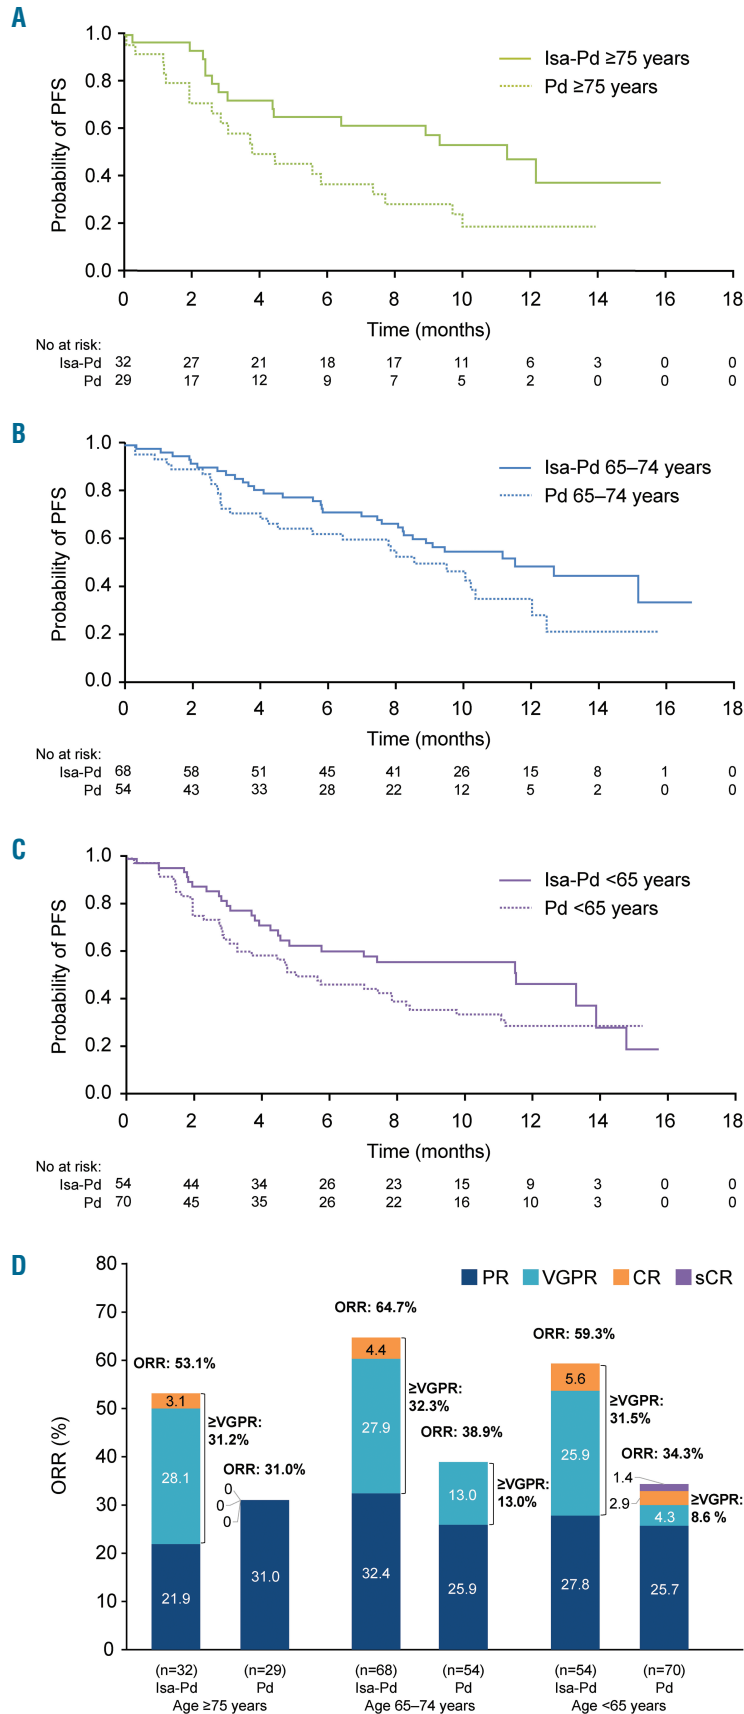 A
1.0
0.8
0.6
0.4
0.2
0.0
Probability of PFS
Isa-Pd ≥75 years
Pd ≥75 years
0 2 4 6 8 10 12 14 16 18
Time (months)
No at risk:
Isa-Pd 32 27 21 18 17 11 6 3 0 0
Pd 29 17 12 9 7 5 2 0 0 0
B
1.0
0.8
0.6
0.4
0.2
0.0
Probability of PFS
Isa-Pd 65–74 years
Pd 65–74 years
0 2 4 6 8 10 12 14 16 18
Time (months)
No at risk:
Isa-Pd 68 58 51 45 41 26 15 8 1 0
Pd 54 43 33 28 22 12 5 2 0 0
C
1.0
0.8
0.6
0.4
0.2
0.0
Probability of PFS
Isa-Pd <65 years
Pd <65 years
0 2 4 6 8 10 12 14 16 18
Time (months)
No at risk:
Isa-Pd 54 44 34 26 23 15 9 3 0 0
Pd 70 45 35 26 22 16 10 3 0 0
D
80
70
60
50
40
30
20
10
0
ORR (%)
PR VGPR CR sCR
ORR: 53.1%
3.1
28.1
21.9
≥VGPR:
31.2%
ORR: 31.0%
0
0
0
31.0
ORR: 64.7%
4.4
27.9
32.4
≥VGPR:
32.3%
ORR: 38.9%
13.0
25.9
≥VGPR:
13.0%
ORR: 59.3%
5.6
25.9
27.8
≥VGPR:
31.5%
ORR: 34.3%
1.4
2.9
4.3
25.7
≥VGPR:
8.6 %
(n=32) (n=29) (n=68) (n=54) (n=54) (n=70)
Isa-Pd Pd Isa-Pd Pd Isa-Pd Pd
Age ≥75 years Age 65–74 years Age <65 years